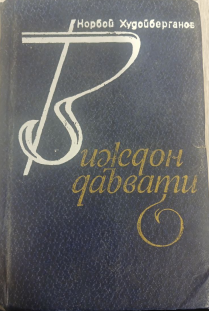 Норбой Худойберганов
Виждон
даъвати